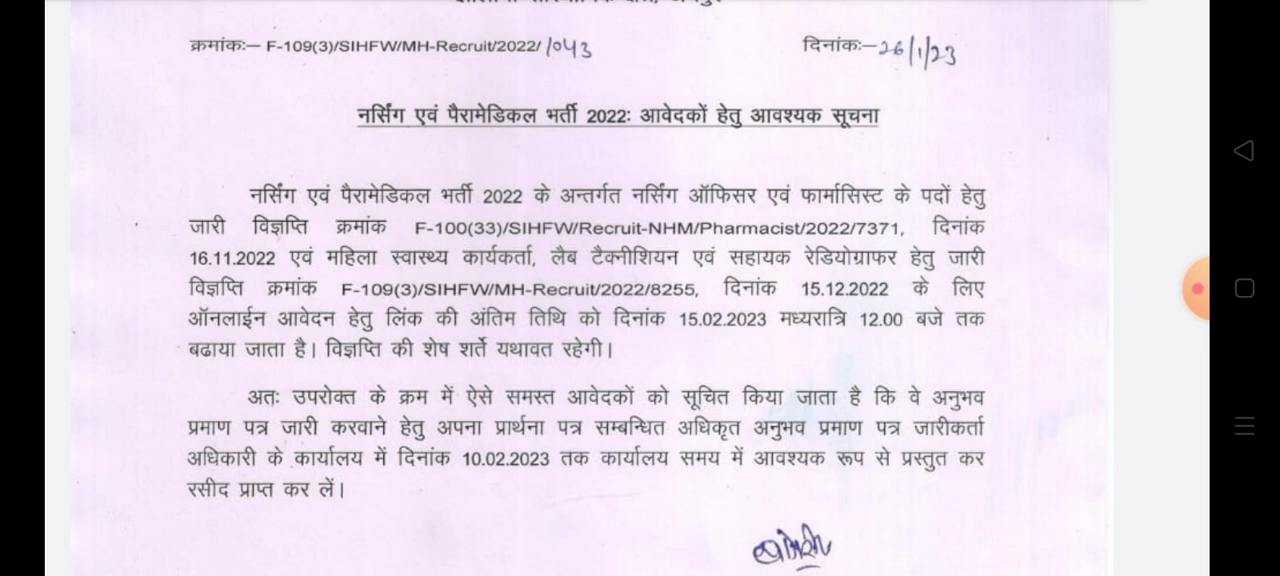 क्रमांकः– F-109(3)/SIHFW/MH-Recruit/2022/1043 दिनांकः–26/1/23
नर्सिंग एवं पैरामेडिकल भर्ती 2022ः आवेदकों हेतु आवश्यक सूचना
नर्सिंग एवं पैरामेडिकल भर्ती 2022 के अन्तर्गत नर्सिंग ऑफिसर एवं फार्मासिस्ट के पदों हेतु
जारी विज्ञप्ति क्रमांक F-100(33)/SIHFW/Recruit-NHM/Pharmacist/2022/7371, दिनांक
16.11.2022 एवं महिला स्वास्थ्य कार्यकर्ता, लैब टैक्नीशियन एवं सहायक रेडियोग्राफर हेतु जारी
विज्ञप्ति क्रमांक F-109(3)/SIHFW/MH-Recruit/2022/8255, दिनांक 15.12.2022 के लिए
ऑनलाईन आवेदन हेतु लिंक की अंतिम तिथि को दिनांक 15.02.2023 मध्यरात्रि 12.00 बजे तक
बढाया जाता है। विज्ञप्ति की शेष शर्ते यथावत रहेगी।
अतः उपरोक्त के क्रम में ऐसे समस्त आवेदकों को सूचित किया जाता है कि वे अनुभव
प्रमाण पत्र जारी करवाने हेतु अपना प्रार्थना पत्र सम्बन्धित अधिकृत अनुभव प्रमाण पत्र जारीकर्ता
अधिकारी के कार्यालय में दिनांक 10.02.2023 तक कार्यालय समय में आवश्यक रूप से प्रस्तुत कर
रसीद प्राप्त कर लें।